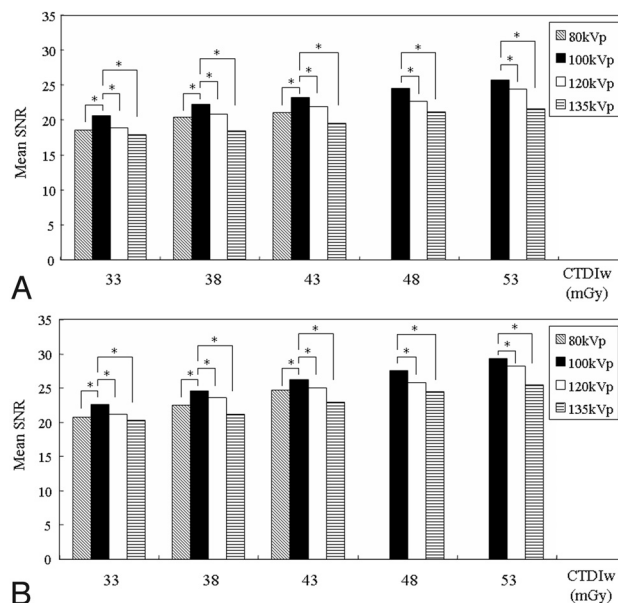 35
30
25
20
15
10
5
0
Mean SNR
* * *
* * *
* * *
* *
* *
80kVp
100kVp
120kVp
135kVp
33 38 43 48 53 CTDIw
(mGy)
A
35
30
25
20
15
10
5
0
Mean SNR
* * *
* * *
* * *
* *
* *
80kVp
100kVp
120kVp
135kVp
33 38 43 48 53 CTDIw
(mGy)
B